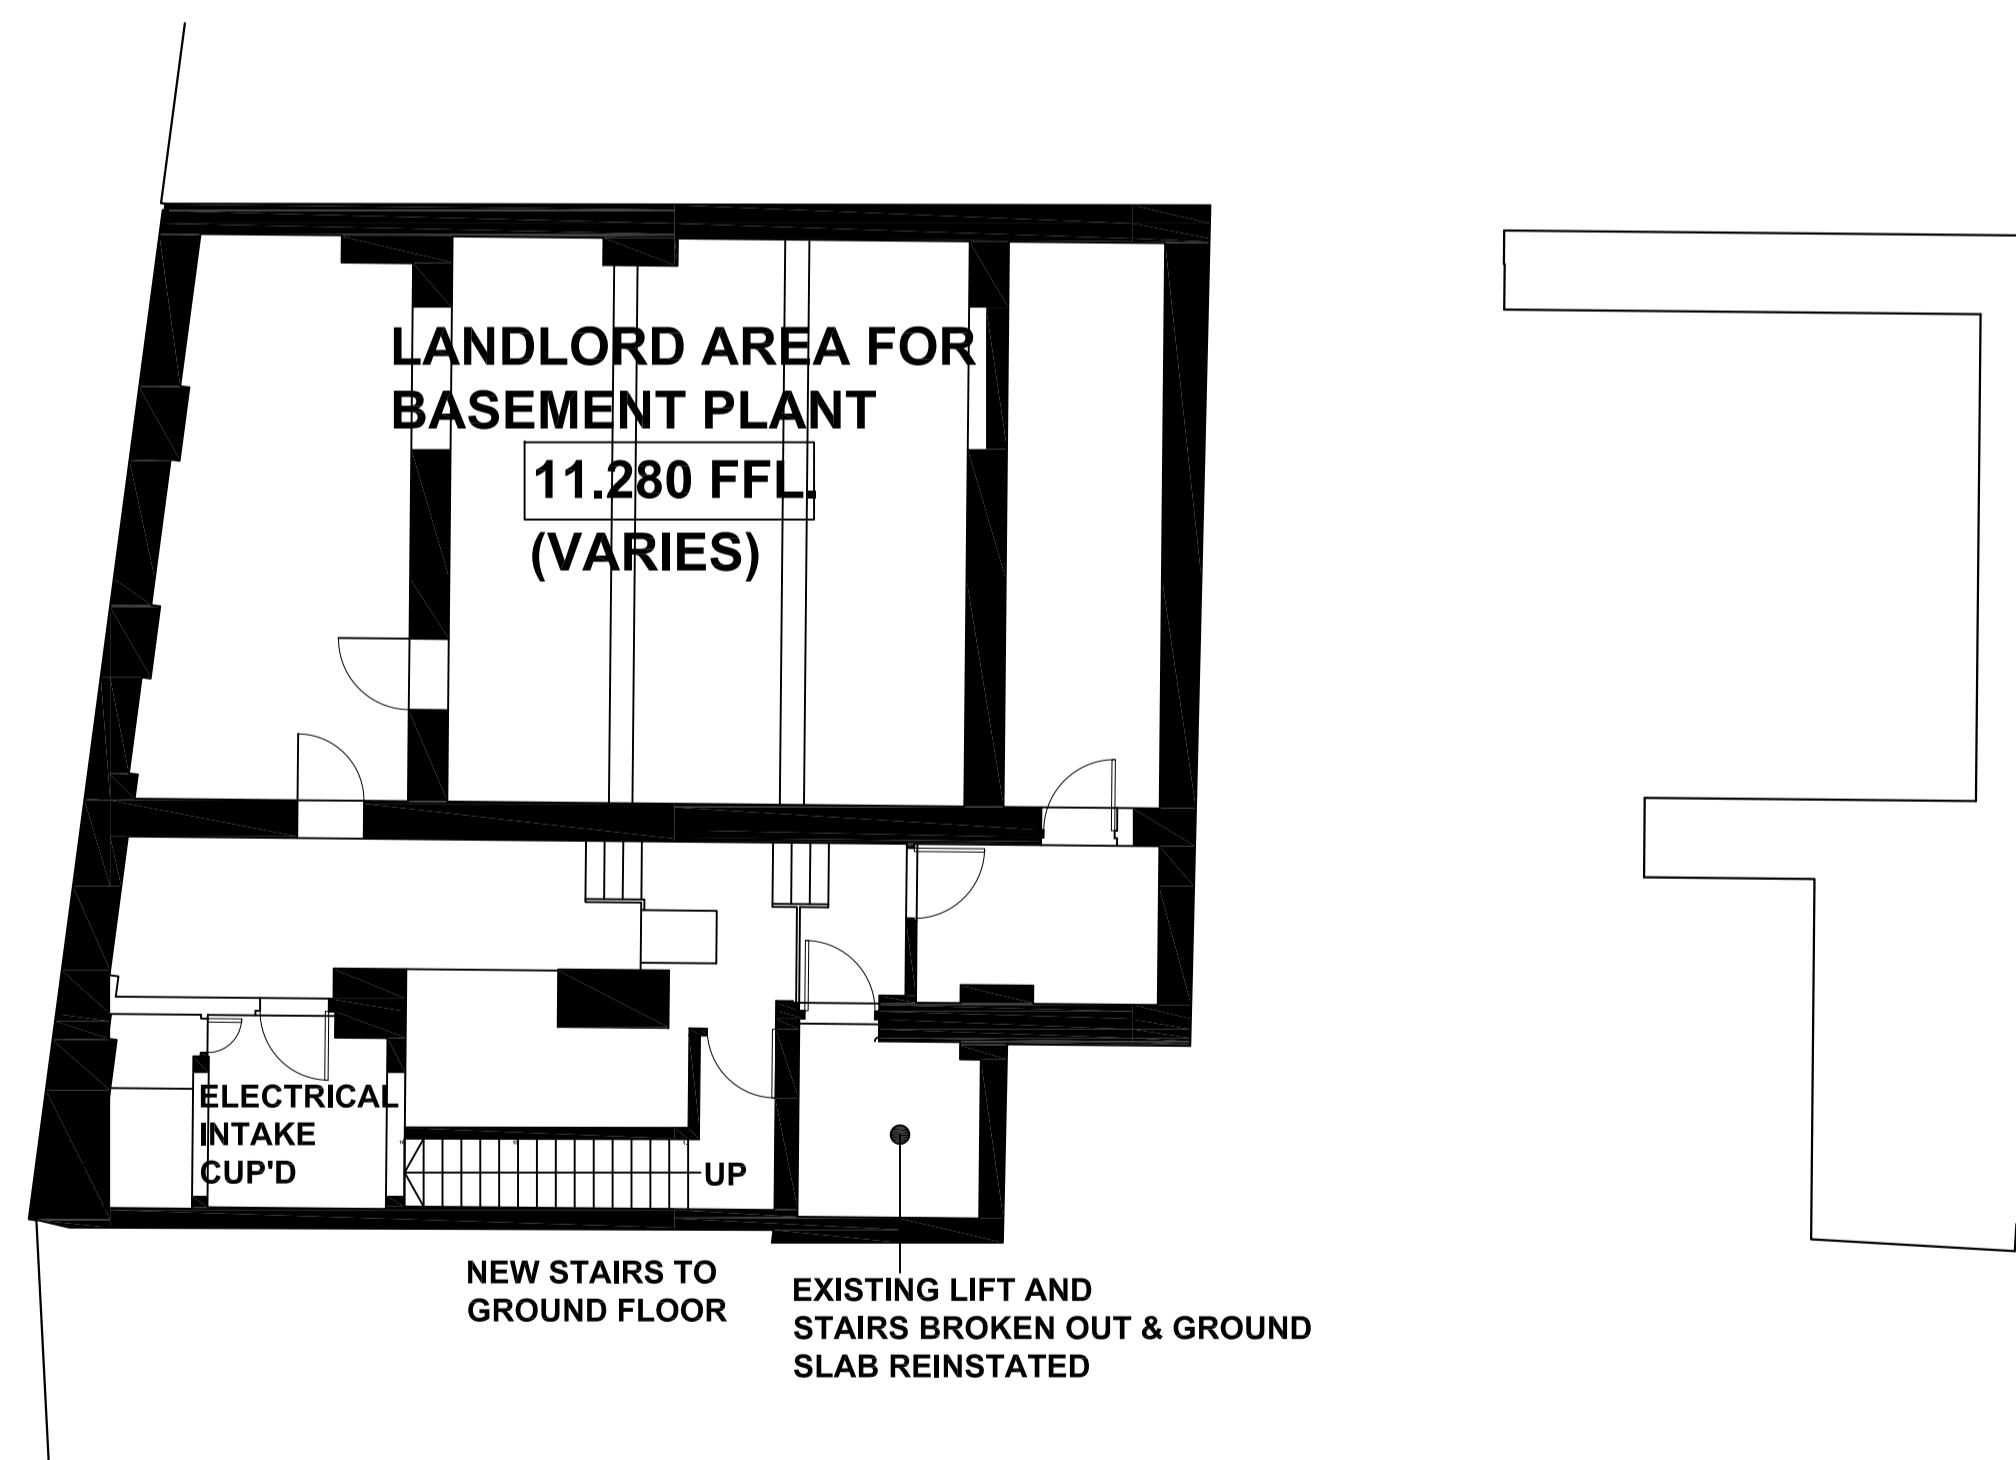 LANDLORD AREA FOR
BASEMENT PLANT
11.280 FFL.
(VARIES)
ELECTRICAL
INTAKE
CUP'D
UP
NEW STAIRS TO
GROUND FLOOR
EXISTING LIFT AND
STAIRS BROKEN OUT & GROUND
SLAB REINSTATED